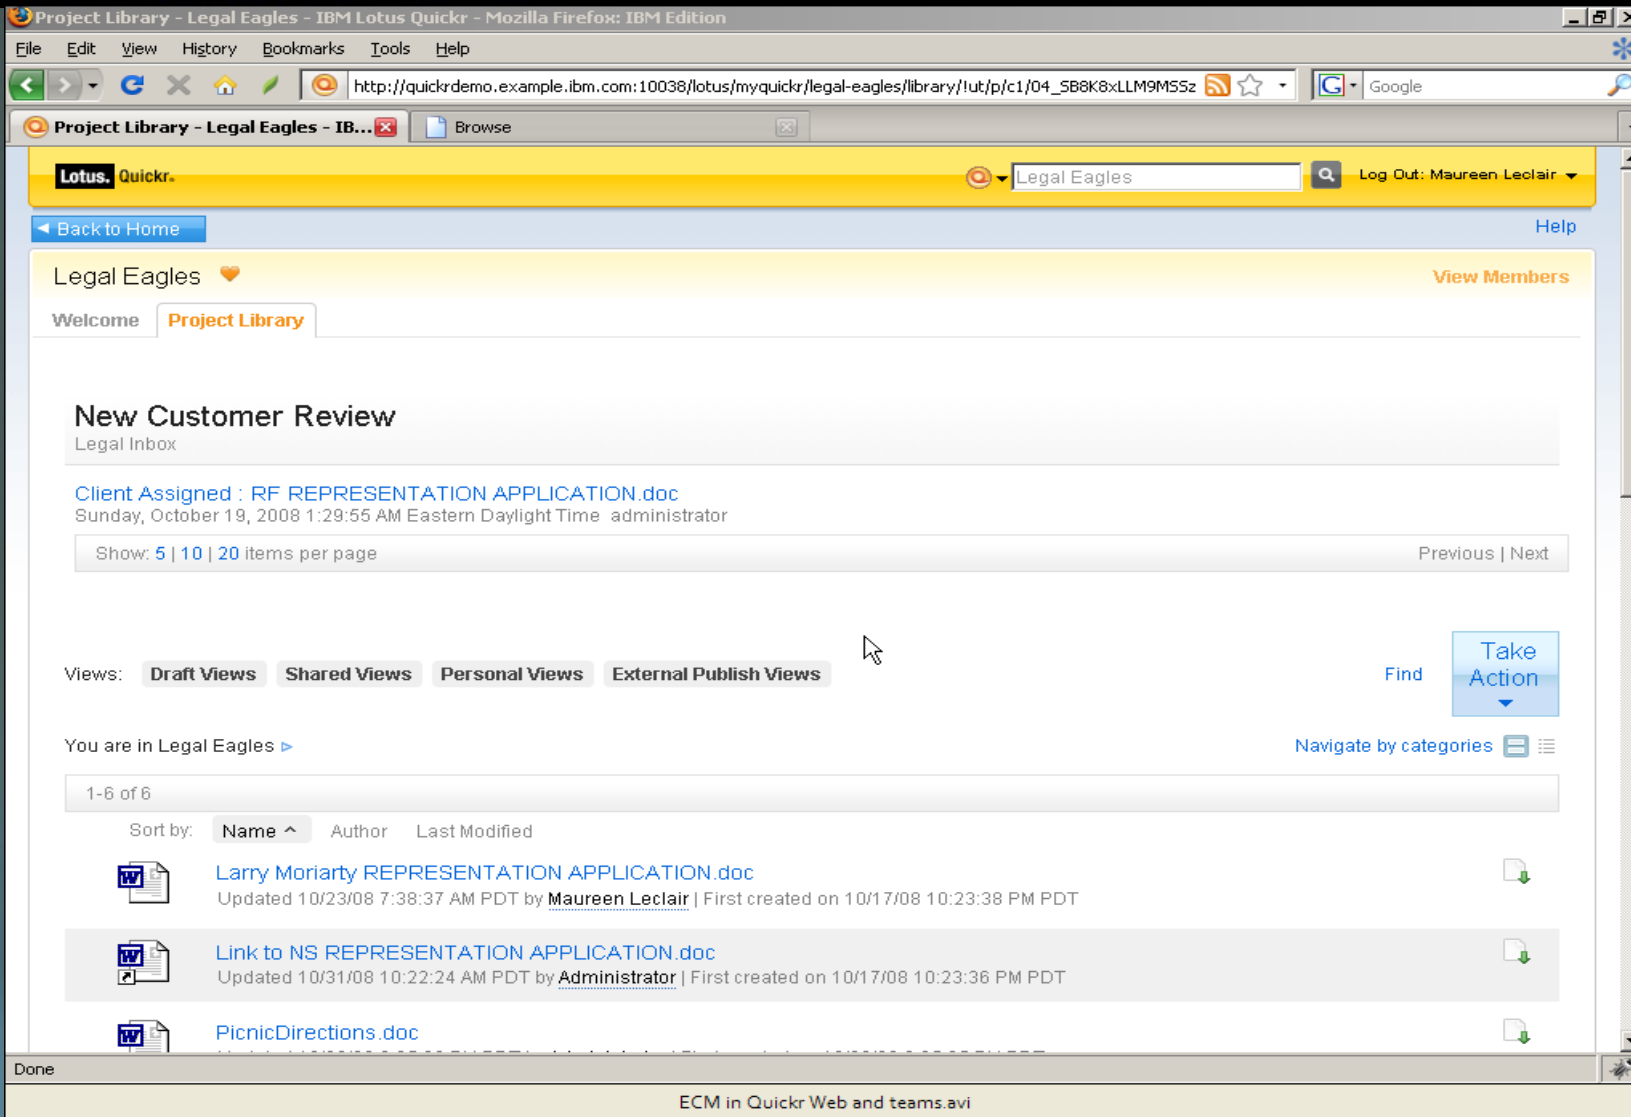 Project Library - Legal Eagles - IBM Lotus Quickr - Mozilla Firefox: IBM Edition
File Edit View History Bookmarks Tools Help
http://quickrdemo.example.ibm.com:10038/lotus/myquickr/legal-eagles/library/!ut/p/c1/04_SB8K8xLLM9MSSz G Google
Project Library - Legal Eagles - IB... Browse
Lotus. Quickr. Legal Eagles Log Out: Maureen Leclair
Back to Home Help
Legal Eagles View Members
Welcome Project Library
New Customer Review
Legal Inbox
Client Assigned : RF REPRESENTATION APPLICATION.doc
Sunday, October 19, 2008 1:29:55 AM Eastern Daylight Time administrator
Show: 5 | 10 | 20 items per page Previous | Next
Views: Draft Views Shared Views Personal Views External Publish Views Find Take Action
You are in Legal Eagles Navigate by categories
1-6 of 6
Sort by: Name ^ Author Last Modified
Larry Moriarty REPRESENTATION APPLICATION.doc
Updated 10/23/08 7:38:37 AM PDT by Maureen Leclair | First created on 10/17/08 10:23:38 PM PDT
Link to NS REPRESENTATION APPLICATION.doc
Updated 10/31/08 10:22:24 AM PDT by Administrator | First created on 10/17/08 10:23:36 PM PDT
PicnicDirections.doc
Done
ECM in Quickr Web and teams.avi